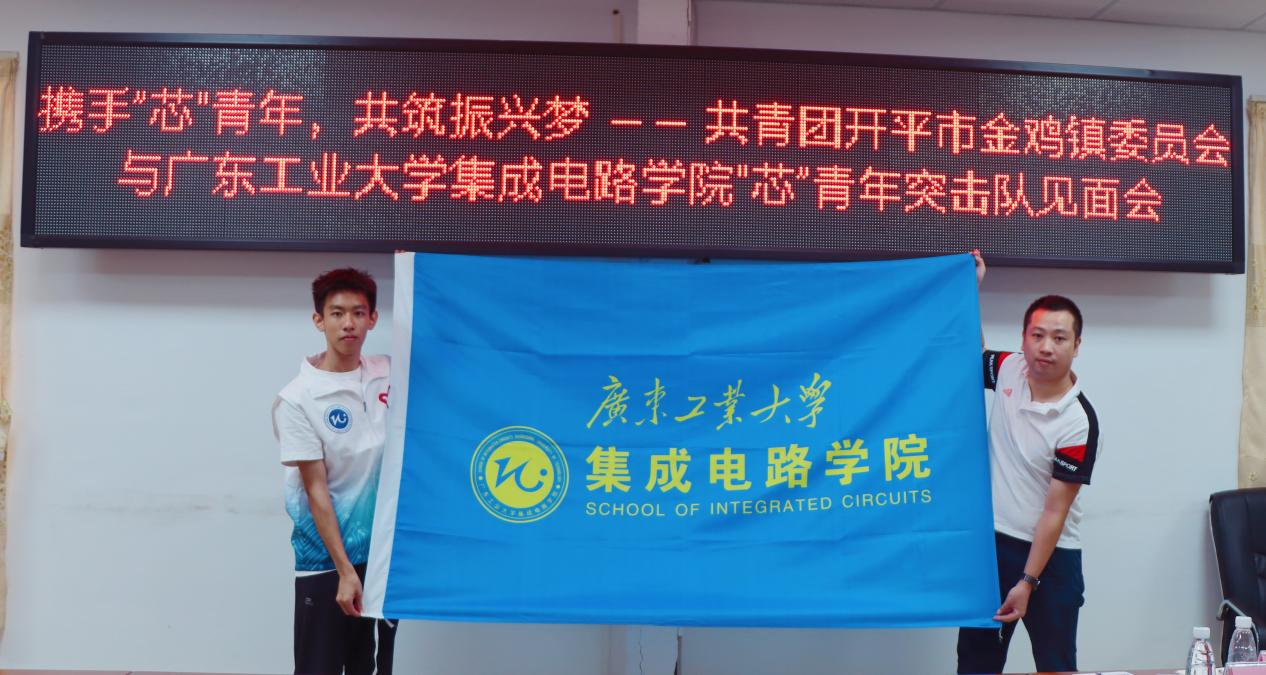 携手"芯"青年，共筑振兴梦 －－ 共青团开平市金鸡镇委员会
与广东工业大学集成电路学院"芯"青年突击队见面会
廣東工業大學
集成电路学院
SCHOOL OF INTEGRATED CIRCUITS